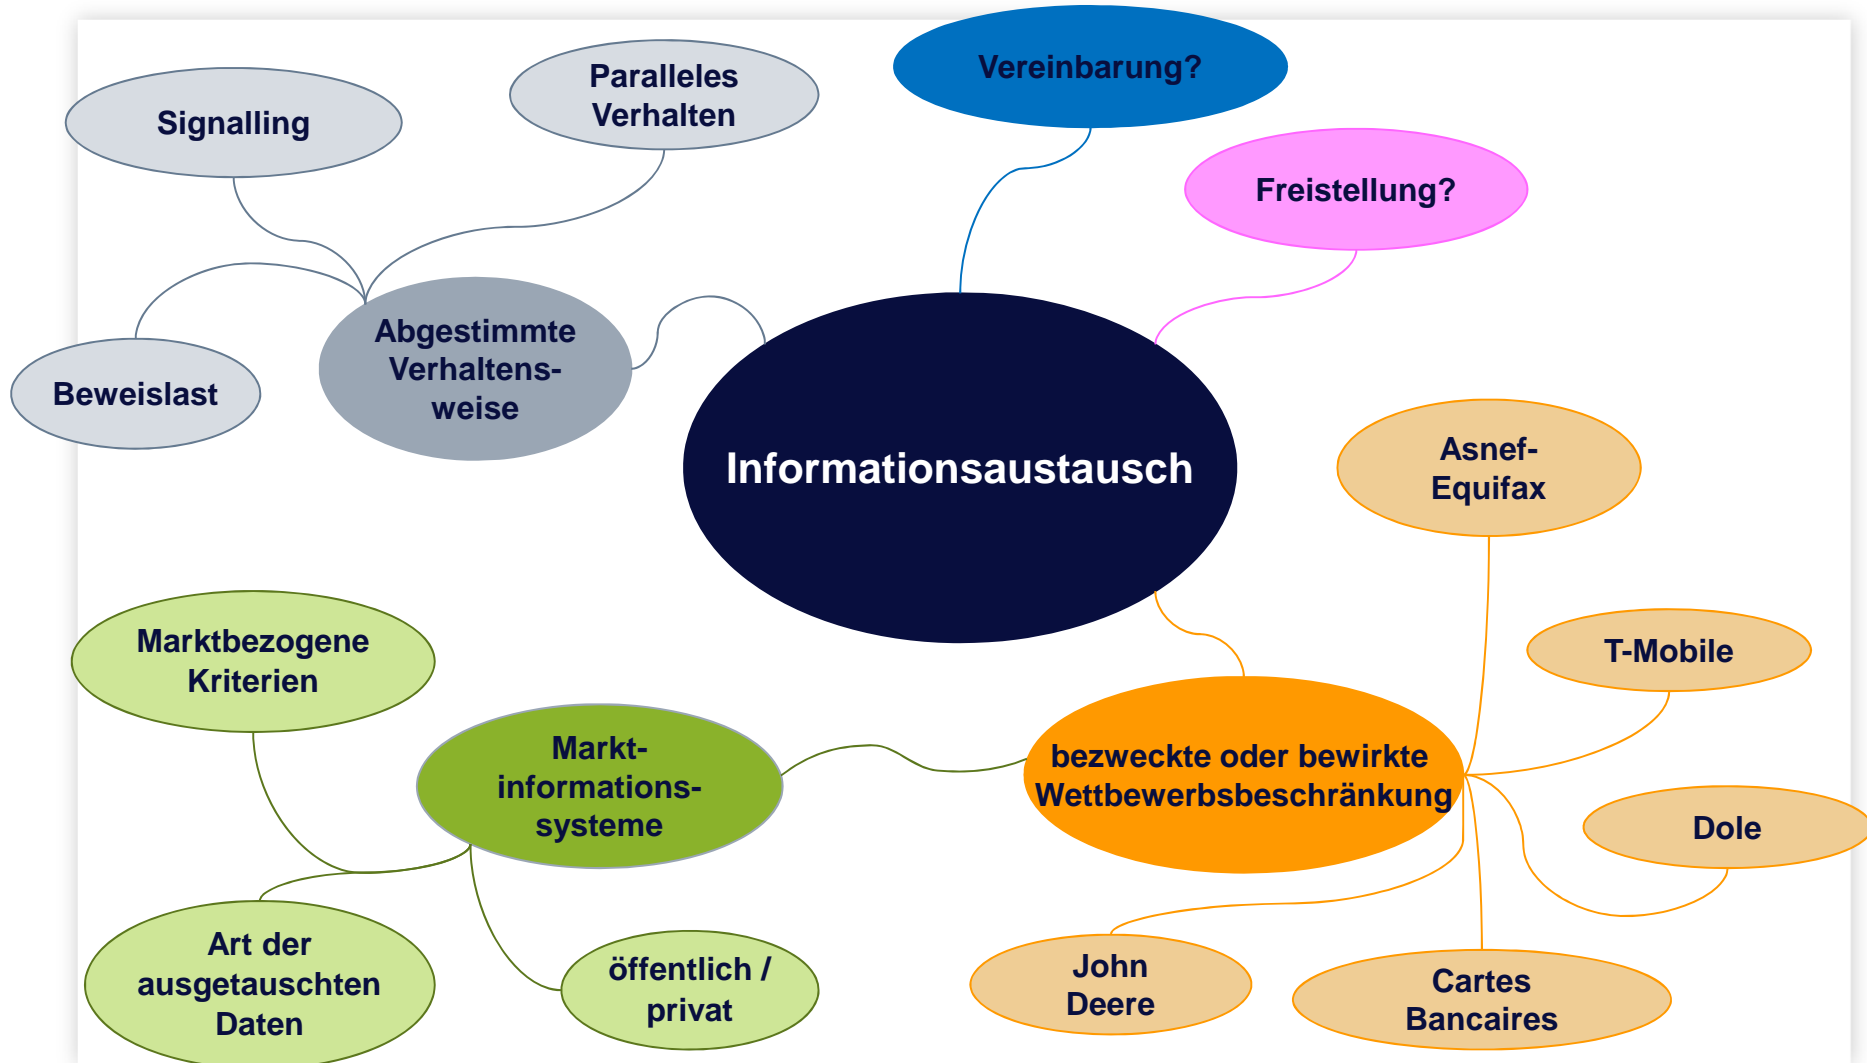 Vereinbarung?
Paralleles
Verhalten
Signalling
Freistellung?
Abgestimmte
Verhaltens-
weise
Beweislast
Informationsaustausch
Asnef-
Equifax
T-Mobile
Marktbezogene
Kriterien
Markt-
informations-
systeme
bezweckte oder bewirkte
Wettbewerbsbeschränkung
Dole
Art der
ausgetauschten
Daten
öffentlich /
privat
John
Deere
Cartes
Bancaires